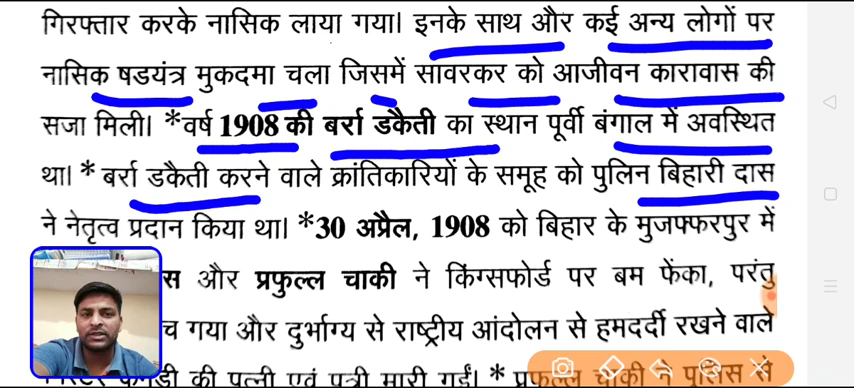 गिरफ्तार करके नासिक लाया गया। इनके साथ और कई अन्य लोगों पर
नासिक षडयंत्र मुकदमा चला जिसमें सावरकर को आजीवन कारावास की
सजा मिली। *वर्ष 1908 की बर्रा डकैती का स्थान पूर्वी बंगाल में अवस्थित
था। * बर्रा डकैती करने वाले क्रांतिकारियों के समूह को पुलिन बिहारी दास
ने नेतृत्व प्रदान किया था। *30 अप्रैल, 1908 को बिहार के मुजफ्फरपुर में
स और प्रफुल्ल चाकी ने किंग्सफोर्ड पर बम फेंका, परंतु
च गया और दुर्भाग्य से राष्ट्रीय आंदोलन से हमदर्दी रखने वाले
की पत्नी एवं पुत्री मारी गईं। * प्रफुल्ल चाकी ने पुलिस से